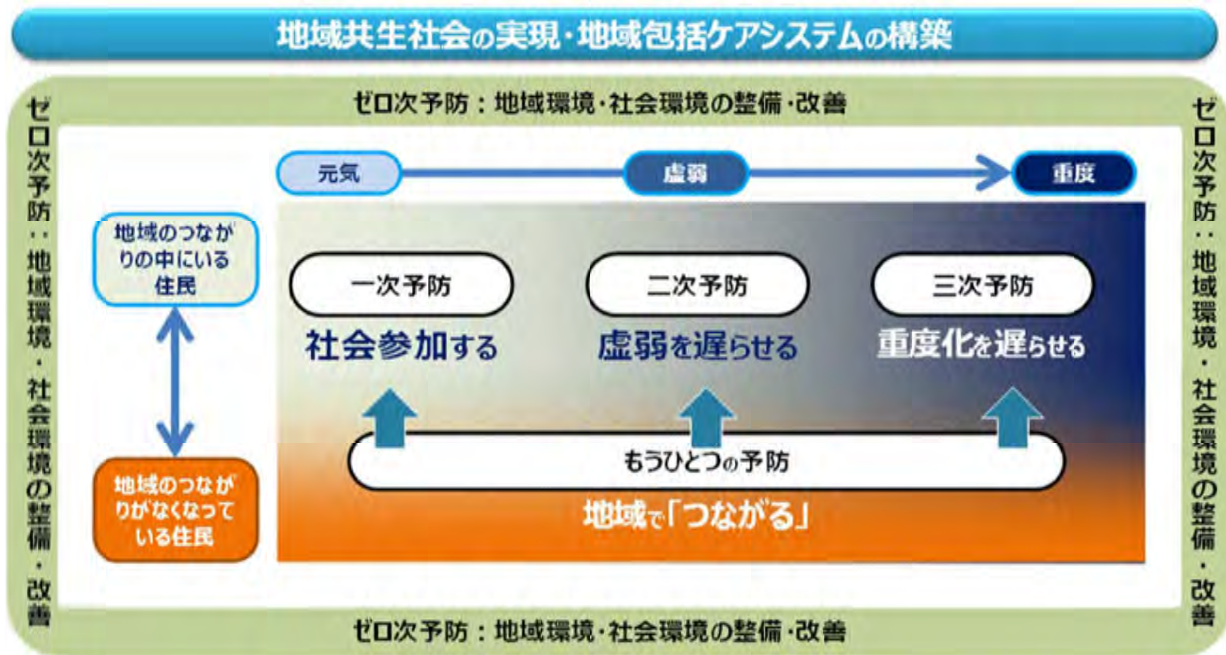 地域共生社会の実現・地域包括ケアシステムの構築
ゼロ次予防：地域環境・社会環境の整備・改善
ゼロ次予防：地域環境・社会環境の整備・改善
ゼロ次予防：地域環境・社会環境の整備・改善
元気
虚弱
重度
地域のつなが
りの中にいる
住民
一次予防
二次予防
三次予防
社会参加する
虚弱を遅らせる
重度化を遅らせる
もうひとつの予防
地域で「つながる」
地域のつなが
りがなくなって
いる住民
ゼロ次予防：地域環境・社会環境の整備・改善